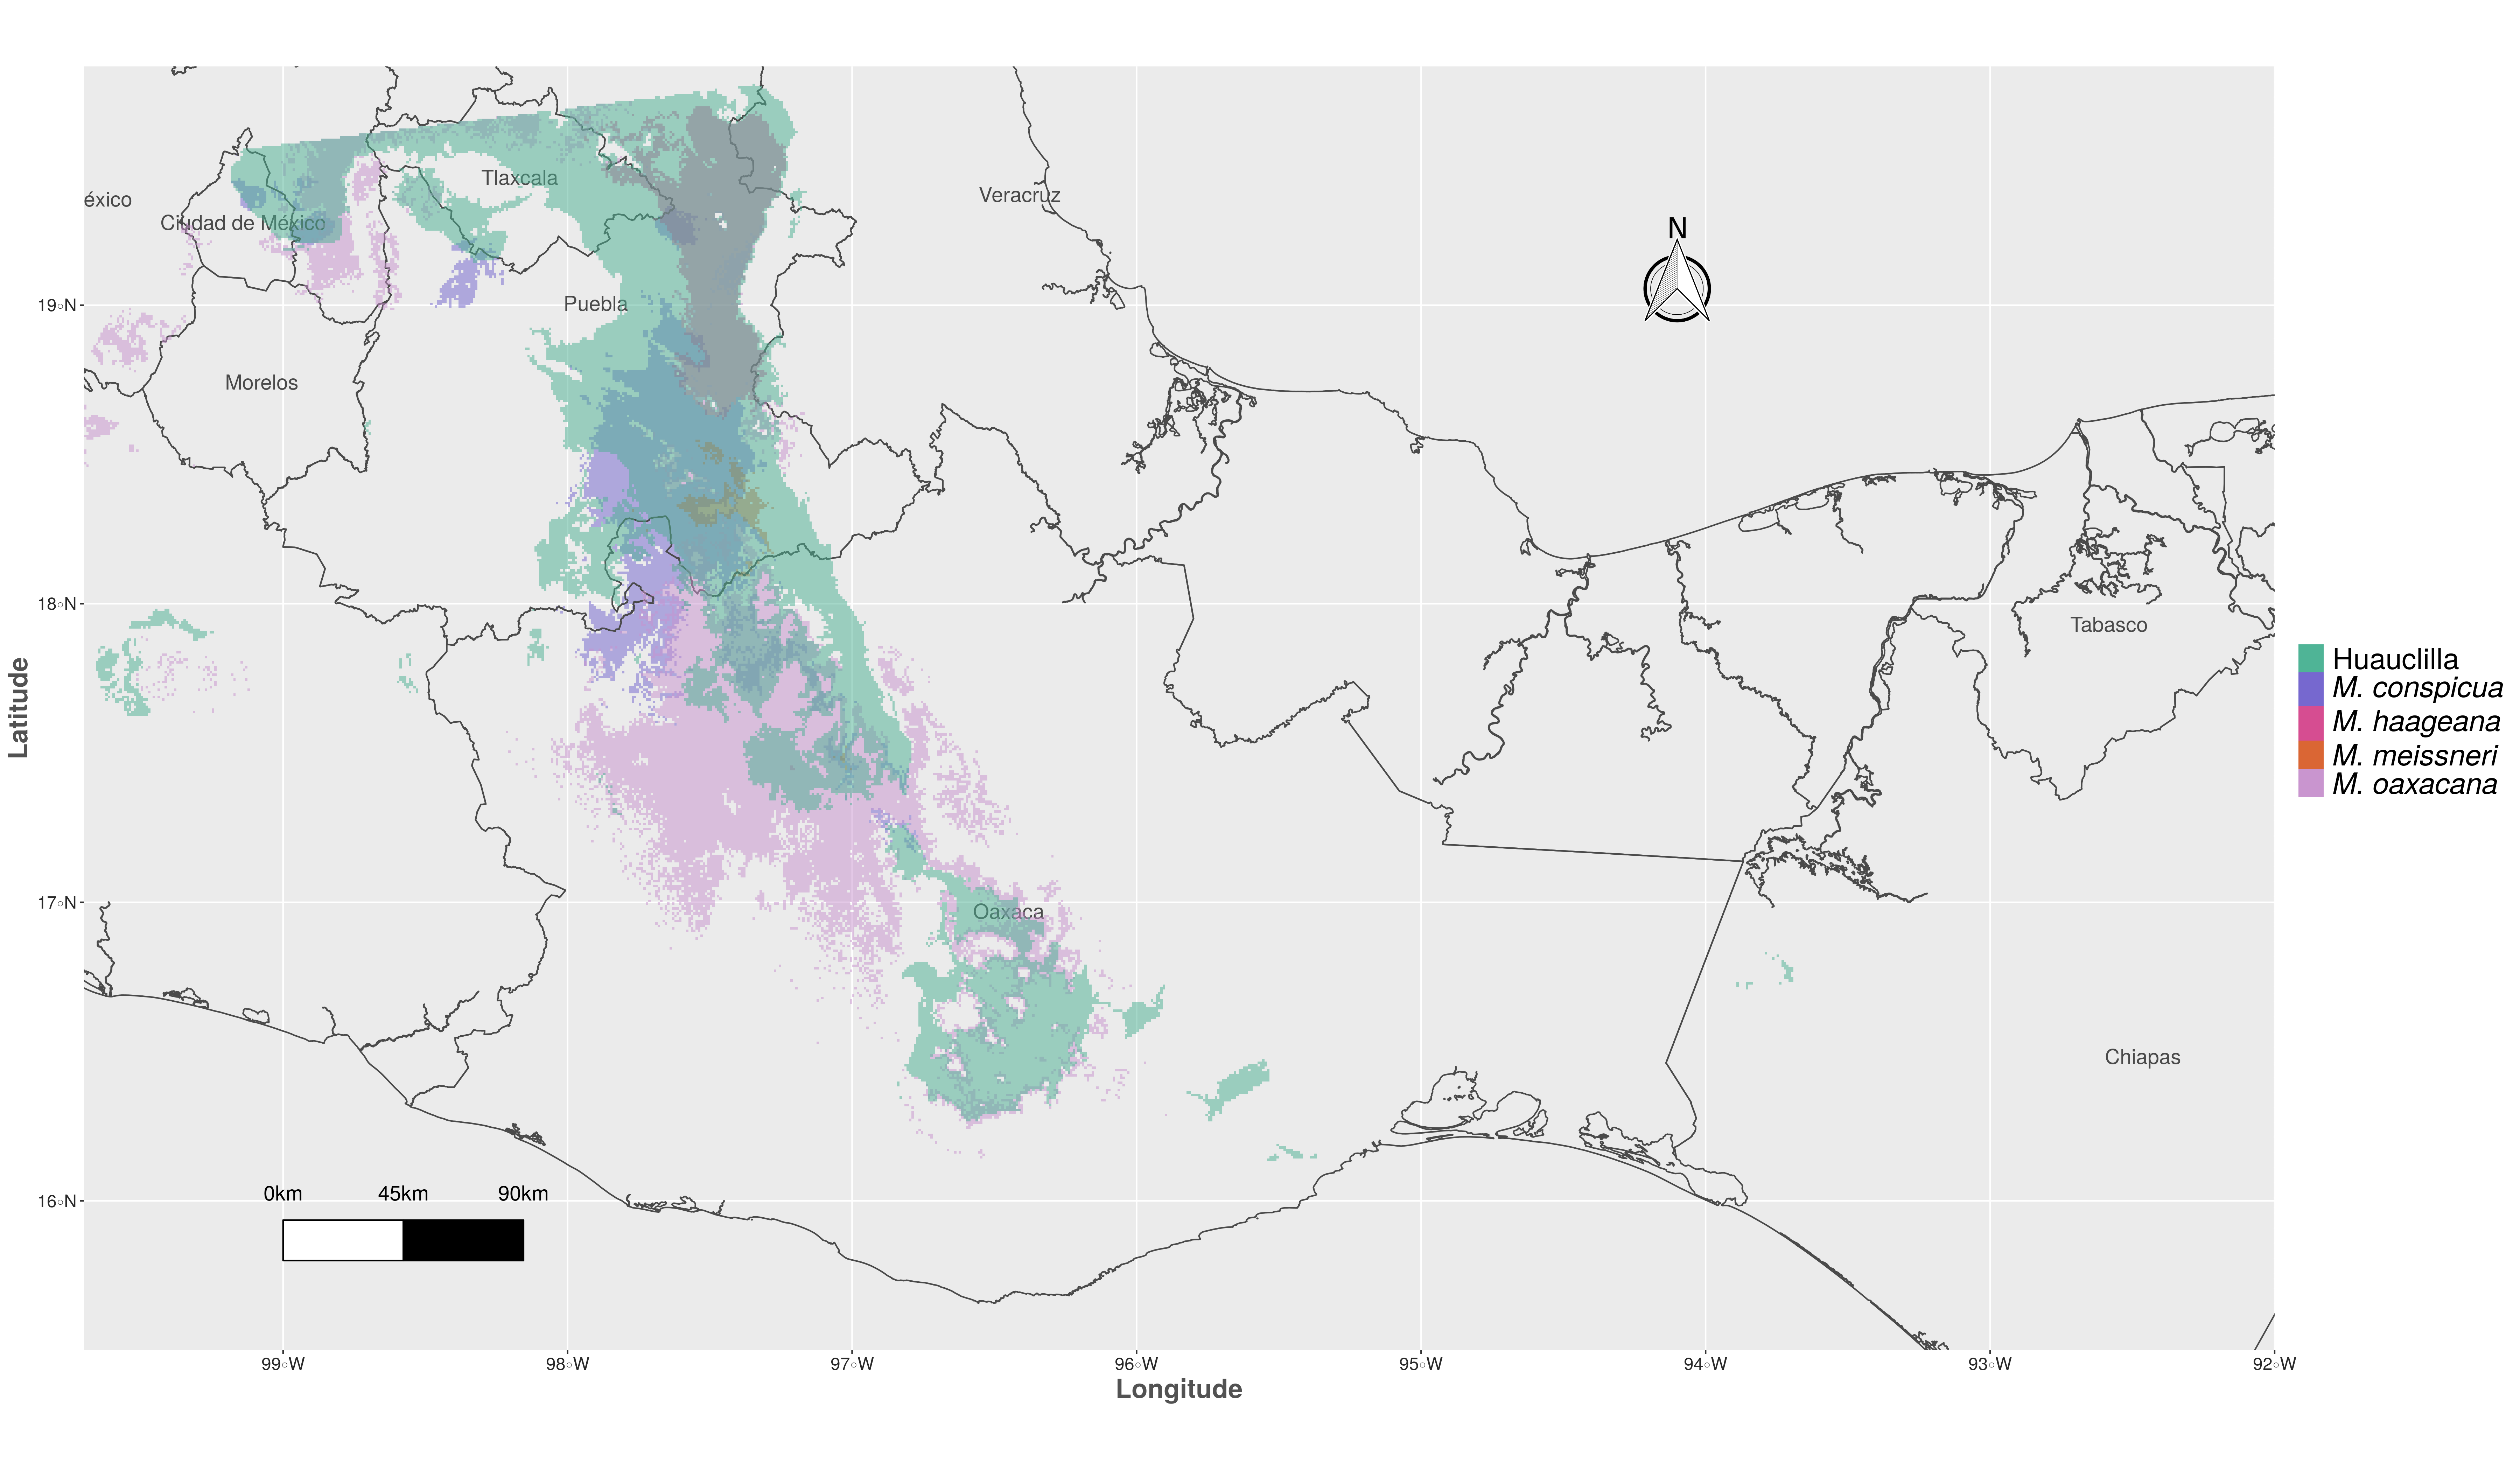 Tlaxcala
Veracruz
éxico
Ciudad de México
N
Puebla
Morelos
Tabasco
Oaxaca
Chiapas
19°N
18°N
17°N
16°N
Latitude
0km 45km 90km
99°W 98°W 97°W 96°W 95°W 94°W 93°W 92°W
Longitude
Huauclilla
M. conspicua
M. haageana
M. meissneri
M. oaxacana